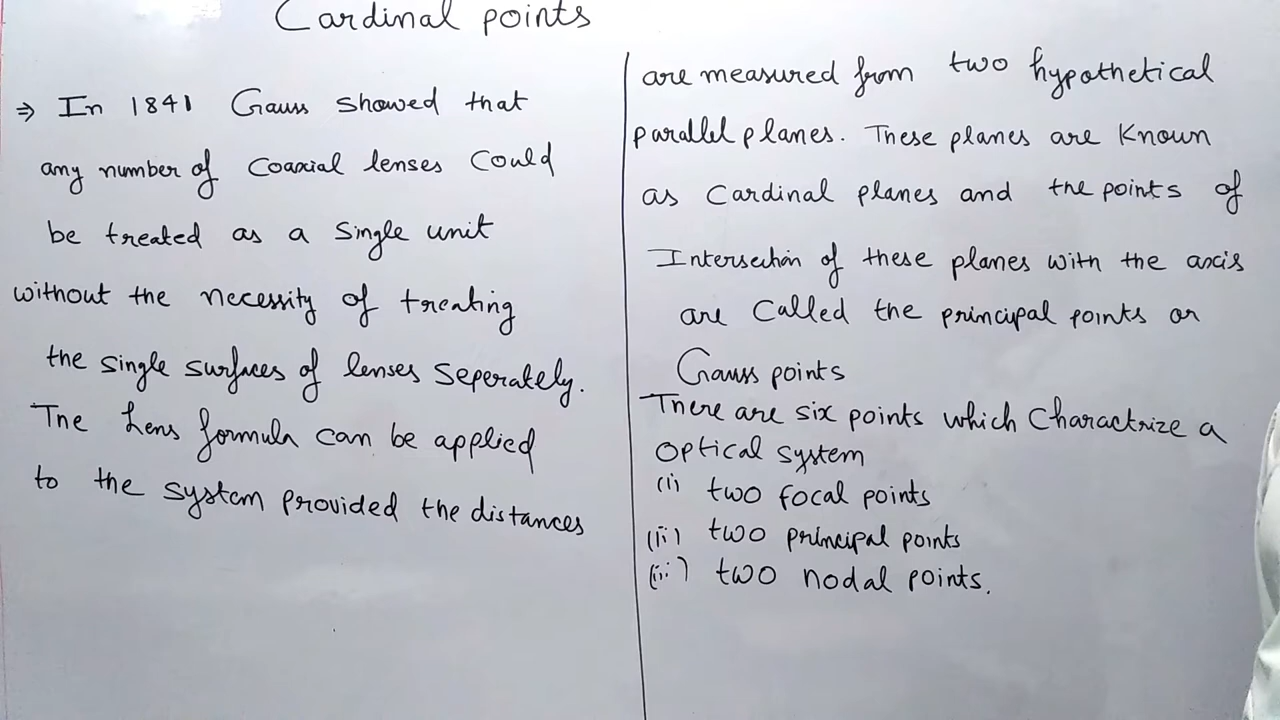 Cardinal points
⇒ In 1841 Gauss showed that
any number of coaxial lenses could
be treated as a single unit
without the necessity of treating
the single surfaces of lenses seperately.
The Lens formula can be applied
to the system provided the distances
are measured from two hypothetical
parallel planes. These planes are known
as Cardinal planes and the points of
Intersection of these planes with the axis
are called the principal points or
Gauss points
There are six points which Charactrize a
optical system
(i) two focal points
(ii) two principal points
(iii) two nodal points.